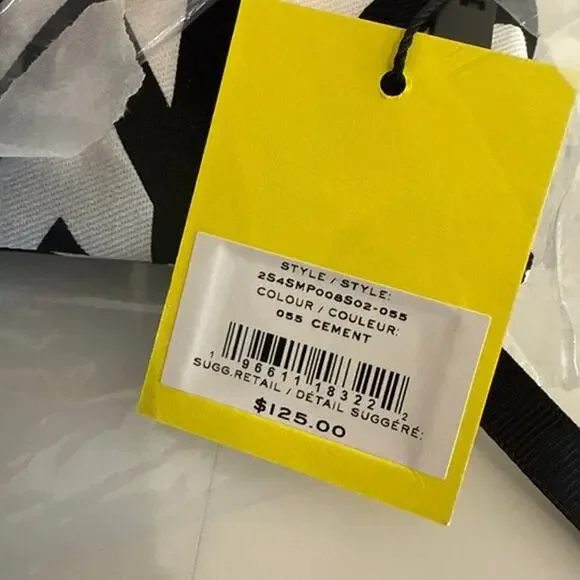 STYLE / STYLE:
2S4SMP008S02-055
COLOUR / COULEUR:
055 CEMENT
1 96611 18322 2
SUGG.RETAIL / DÉTAIL SUGGÉRÉ:
$125.00